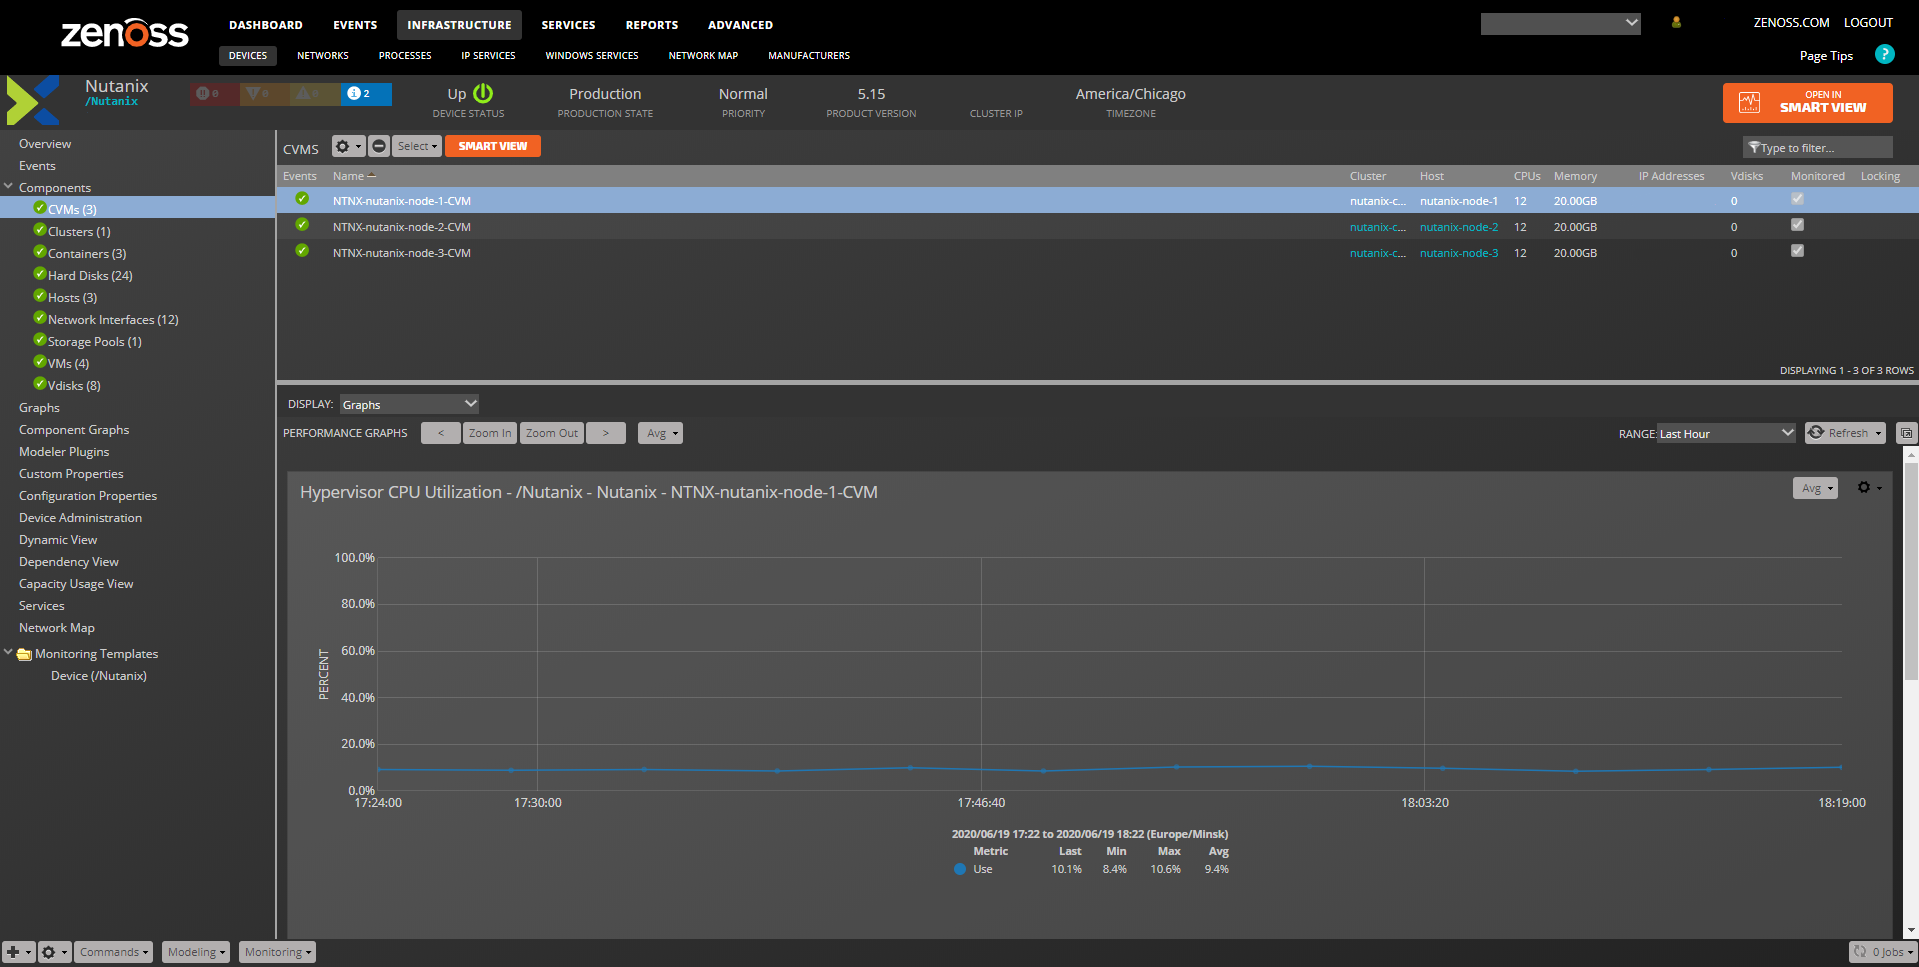 zenoss
DASHBOARD EVENTS INFRASTRUCTURE SERVICES REPORTS ADVANCED
ZENOSS.COM LOGOUT
DEVICES NETWORKS PROCESSES IP SERVICES WINDOWS SERVICES NETWORK MAP MANUFACTURERS
Page Tips ?
Nutanix
/Nutanix
0 0 0 2
Up Production Normal 5.15 America/Chicago
DEVICE STATUS PRODUCTION STATE PRIORITY PRODUCT VERSION CLUSTER IP TIMEZONE
OPEN IN
SMART VIEW
Overview
Events
Components
CVMs (3)
Clusters (1)
Containers (3)
Hard Disks (24)
Hosts (3)
Network Interfaces (12)
Storage Pools (1)
VMs (4)
Vdisks (8)
Graphs
Component Graphs
Modeler Plugins
Custom Properties
Configuration Properties
Device Administration
Dynamic View
Dependency View
Capacity Usage View
Services
Network Map
Monitoring Templates
Device (/Nutanix)
CVMS Select SMART VIEW Type to filter...
Events Name Cluster Host CPUs Memory IP Addresses Vdisks Monitored Locking
NTNX-nutanix-node-1-CVM nutanix-c... nutanix-node-1 12 20.00GB 0
NTNX-nutanix-node-2-CVM nutanix-c... nutanix-node-2 12 20.00GB 0
NTNX-nutanix-node-3-CVM nutanix-c... nutanix-node-3 12 20.00GB 0
DISPLAYING 1 - 3 OF 3 ROWS
DISPLAY: Graphs
PERFORMANCE GRAPHS < Zoom In Zoom Out > Avg RANGE: Last Hour Refresh
Hypervisor CPU Utilization - /Nutanix - Nutanix - NTNX-nutanix-node-1-CVM Avg
100.0%
80.0%
60.0%
40.0%
20.0%
0.0%
PERCENT
17:24:00 17:30:00 17:46:40 18:03:20 18:19:00
2020/06/19 17:22 to 2020/06/19 18:22 (Europe/Minsk)
Metric Last Min Max Avg
Use 10.1% 8.4% 10.6% 9.4%
Commands Modeling Monitoring 0 Jobs